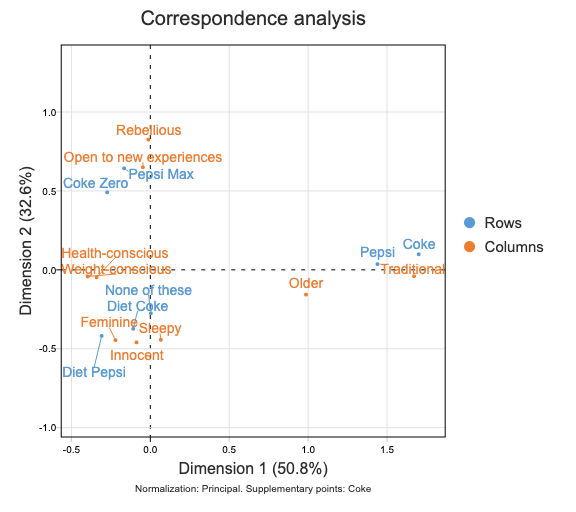 Correspondence analysis
Rebellious
Open to new experiences
Pepsi Max
Coke Zero
Health-conscious
Weight-conscious
Coke
Pepsi
Traditional
Older
None of these
Diet Coke
Feminine
Sleepy
Innocent
Diet Pepsi
1.0
0.5
0.0
-0.5
-1.0
Dimension 2 (32.6%)
-0.5
0.0
0.5
1.0
1.5
Dimension 1 (50.8%)
Normalization: Principal. Supplementary points: Coke
Rows
Columns